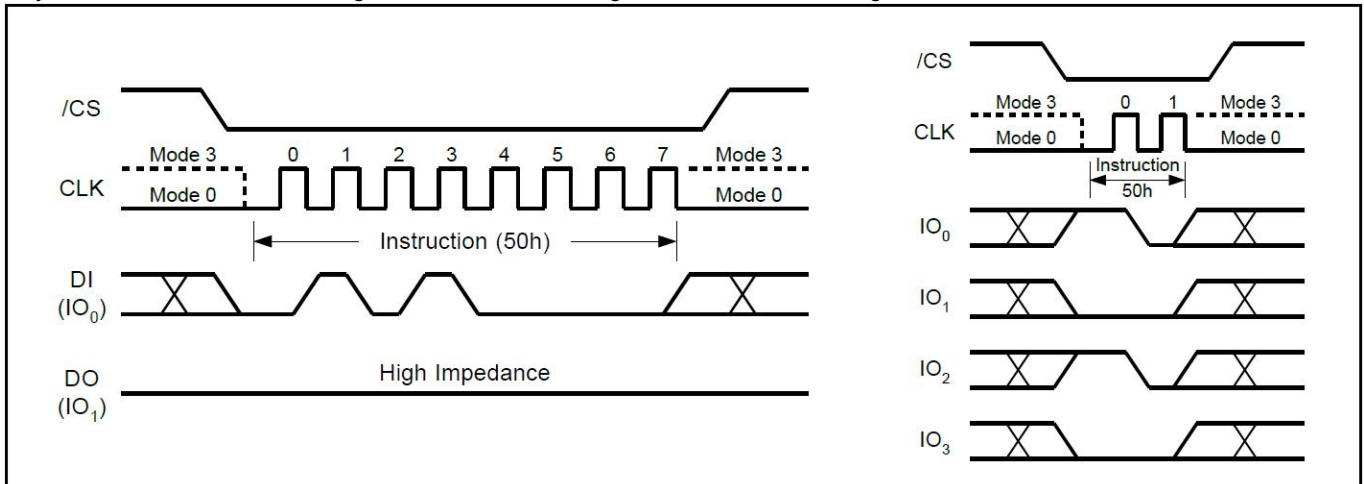 /CS
Mode 3 0 1 2 3 4 5 6 7 Mode 3
CLK
Mode 0 Mode 0
Instruction (50h)
DI
(IO0)
High Impedance
DO
(IO1)
/CS
Mode 3 0 1 Mode 3
CLK
Mode 0 Mode 0
Instruction
50h
IO0
IO1
IO2
IO3